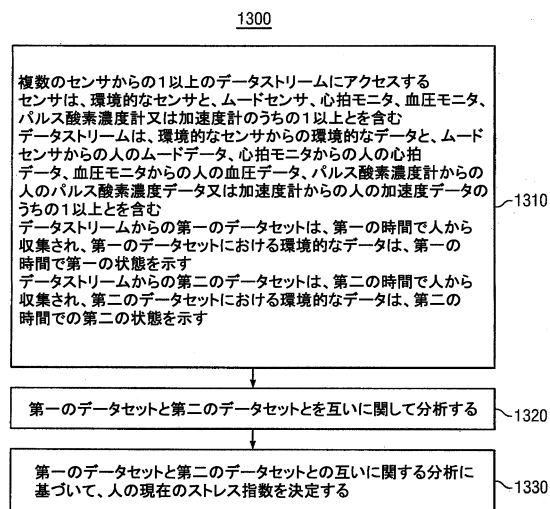 1300
複数のセンサからの1以上のデータストリームにアクセスする
センサは、環境的なセンサと、ムードセンサ、心拍モニタ、血圧モニタ、
パルス酸素濃度計又は加速度計のうちの1以上とを含む
データストリームは、環境的なセンサからの環境的なデータと、ムード
センサからの人のムードデータ、心拍モニタからの人の心拍
データ、血圧モニタからの人の血圧データ、パルス酸素濃度計からの
人のパルス酸素濃度データ又は加速度計からの人の加速度データの
うちの1以上とを含む
データストリームからの第一のデータセットは、第一の時間で人から
収集され、第一のデータセットにおける環境的なデータは、第一の
時間で第一の状態を示す
データストリームからの第二のデータセットは、第二の時間で人から
収集され、第二のデータセットにおける環境的なデータは、第二の
時間での第二の状態を示す
1310
第一のデータセットと第二のデータセットとを互いに関して分析する
1320
第一のデータセットと第二のデータセットとの互いに関する分析に
基づいて、人の現在のストレス指数を決定する
1330